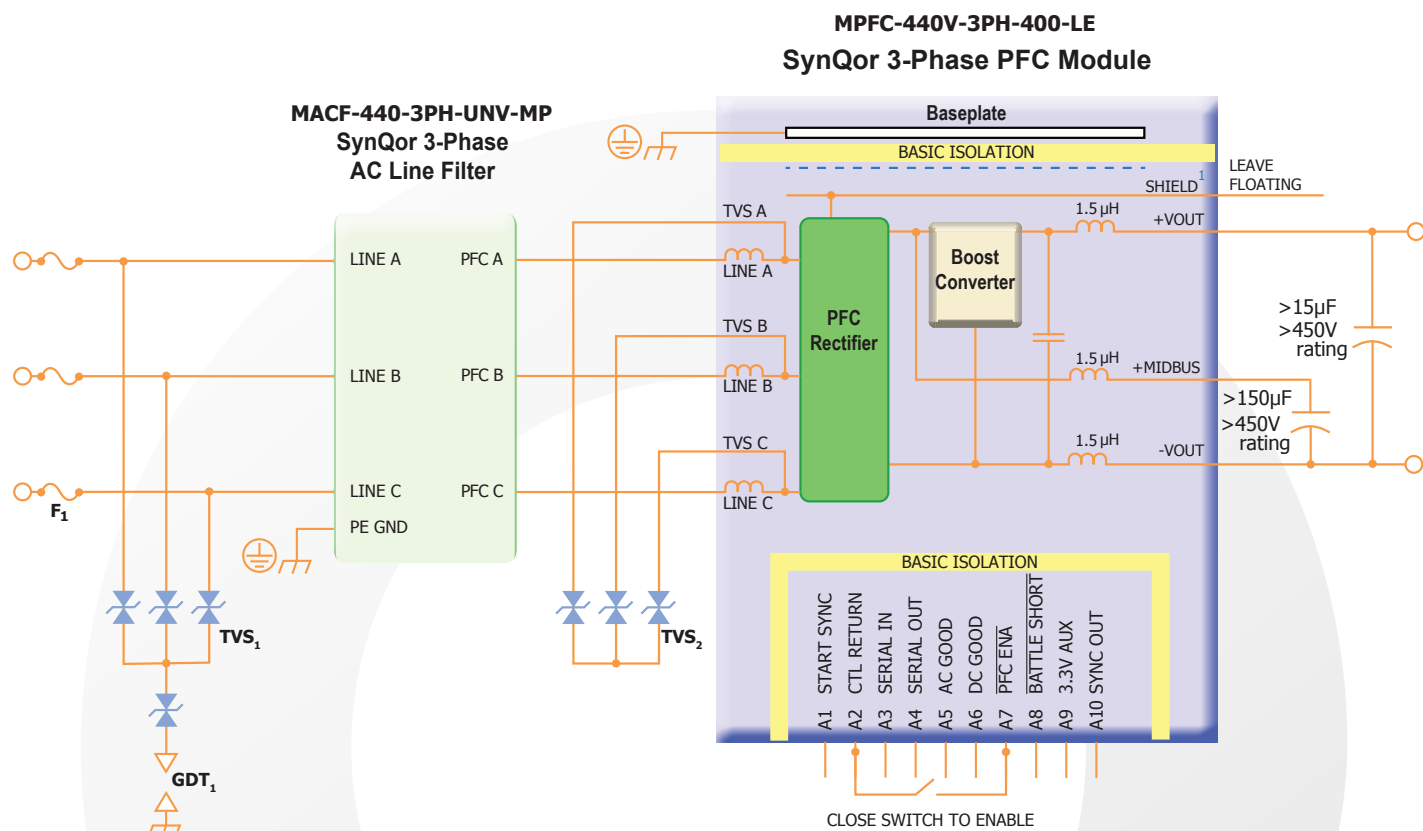 MPFC-440V-3PH-400-LE
SynQor 3-Phase PFC Module
MACF-440-3PH-UNV-MP
SynQor 3-Phase
AC Line Filter
Baseplate
BASIC ISOLATION
SHIELD¹
LEAVE
FLOATING
TVS A
LINE A
TVS B
LINE B
TVS C
LINE C
PFC
Rectifier
Boost
Converter
1.5 µH
+VOUT
1.5 µH
+MIDBUS
1.5 µH
-VOUT
>15µF
>450V
rating
>150µF
>450V
rating
LINE A
PFC A
LINE B
PFC B
LINE C
PFC C
PE GND
F₁
TVS₁
TVS₂
GDT₁
BASIC ISOLATION
A1 START SYNC
A2 CTL RETURN
A3 SERIAL IN
A4 SERIAL OUT
A5 AC GOOD
A6 DC GOOD
A7 PFC ENA
A8 BATTLE SHORT
A9 3.3V AUX
A10 SYNC OUT
CLOSE SWITCH TO ENABLE